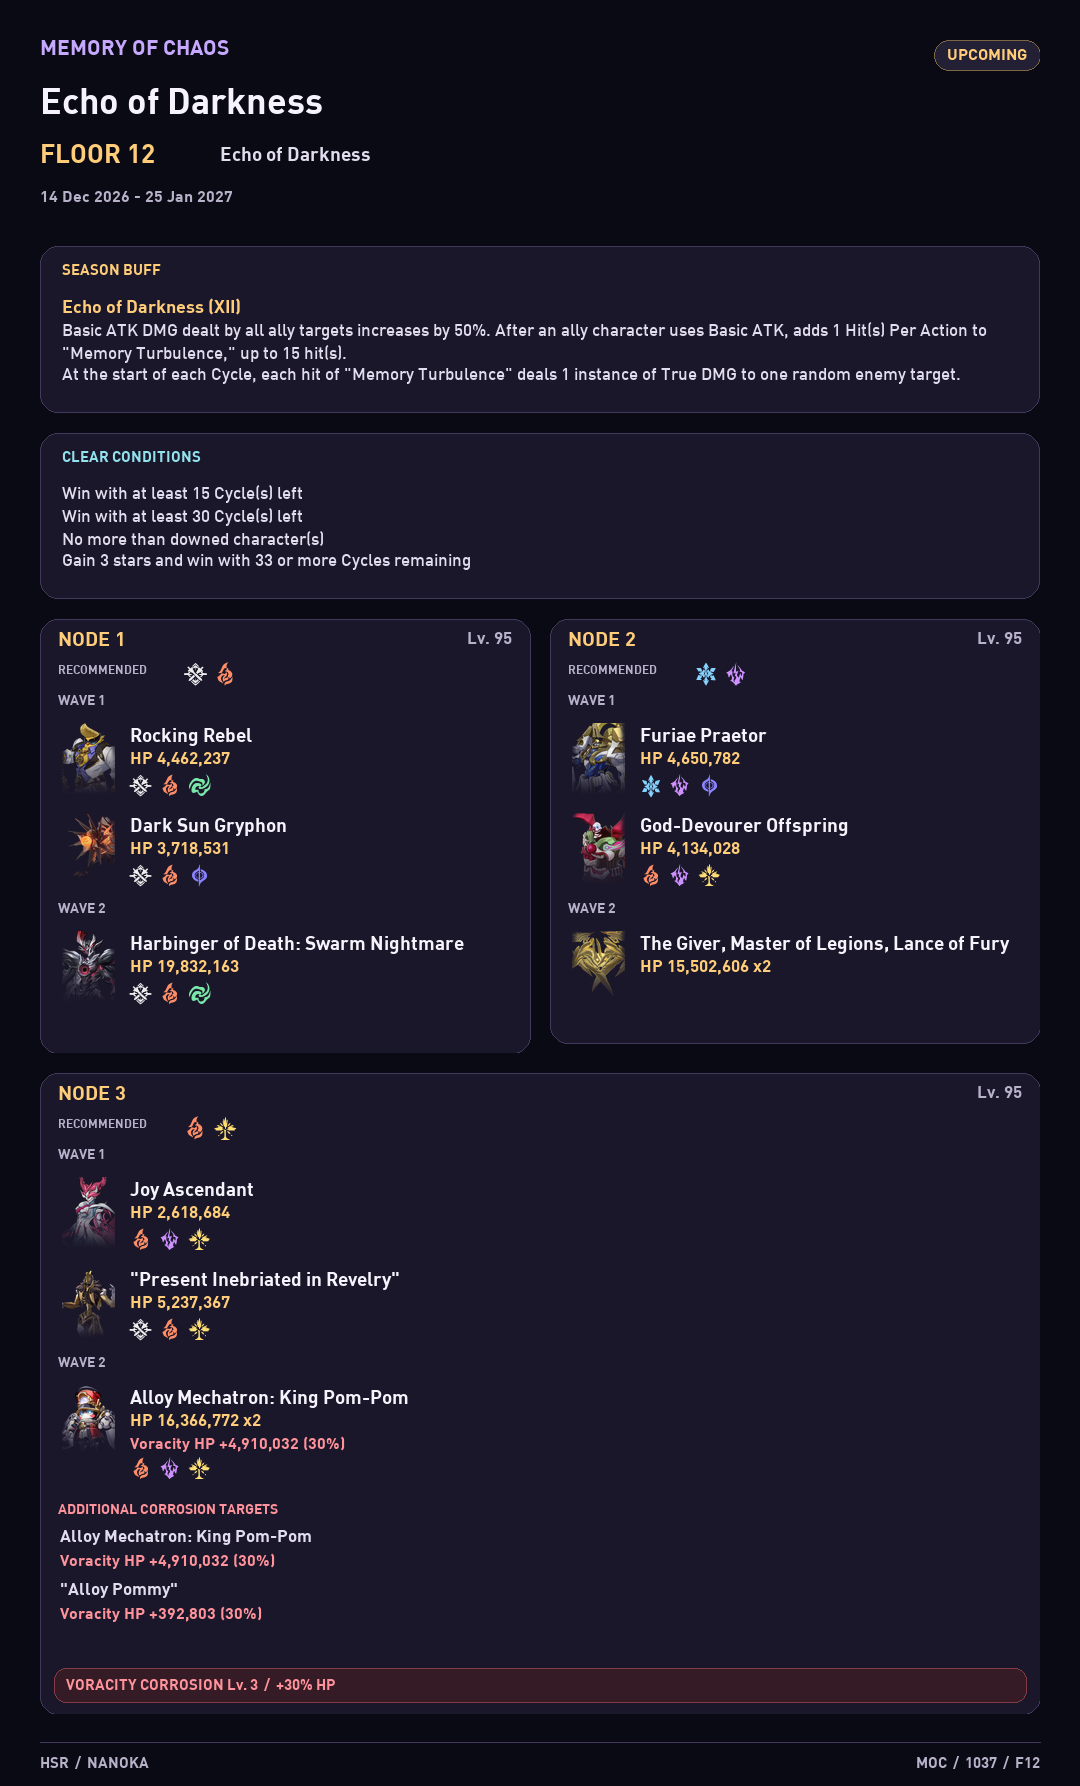 MEMORY OF CHAOS
UPCOMING
Echo of Darkness
FLOOR 12
Echo of Darkness
14 Dec 2026 - 25 Jan 2027
SEASON BUFF
Echo of Darkness (XII)
Basic ATK DMG dealt by all ally targets increases by 50%. After an ally character uses Basic ATK, adds 1 Hit(s) Per Action to
"Memory Turbulence," up to 15 hit(s).
At the start of each Cycle, each hit of "Memory Turbulence" deals 1 instance of True DMG to one random enemy target.
CLEAR CONDITIONS
Win with at least 15 Cycle(s) left
Win with at least 30 Cycle(s) left
No more than downed character(s)
Gain 3 stars and win with 33 or more Cycles remaining
NODE 1
Lv. 95
RECOMMENDED
WAVE 1
Rocking Rebel
HP 4,462,237
Dark Sun Gryphon
HP 3,718,531
WAVE 2
Harbinger of Death: Swarm Nightmare
HP 19,832,163
NODE 2
Lv. 95
RECOMMENDED
WAVE 1
Furiae Praetor
HP 4,650,782
God-Devourer Offspring
HP 4,134,028
WAVE 2
The Giver, Master of Legions, Lance of Fury
HP 15,502,606 x2
NODE 3
Lv. 95
RECOMMENDED
WAVE 1
Joy Ascendant
HP 2,618,684
"Present Inebriated in Revelry"
HP 5,237,367
WAVE 2
Alloy Mechatron: King Pom-Pom
HP 16,366,772 x2
Voracity HP +4,910,032 (30%)
ADDITIONAL CORROSION TARGETS
Alloy Mechatron: King Pom-Pom
Voracity HP +4,910,032 (30%)
"Alloy Pommy"
Voracity HP +392,803 (30%)
VORACITY CORROSION Lv. 3 / +30% HP
HSR / NANOKA
MOC / 1037 / F12